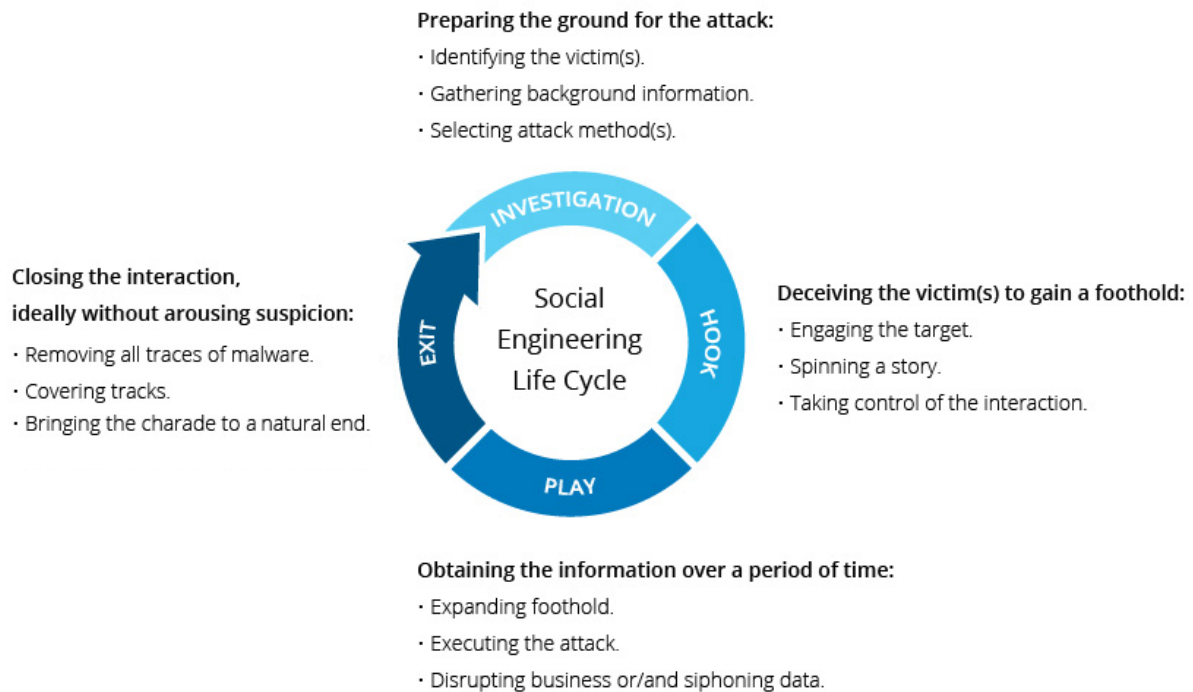 Preparing the ground for the attack:
· Identifying the victim(s).
· Gathering background information.
· Selecting attack method(s).
INVESTIGATION
HOOK
PLAY
EXIT
Social
Engineering
Life Cycle
Deceiving the victim(s) to gain a foothold:
· Engaging the target.
· Spinning a story.
· Taking control of the interaction.
Obtaining the information over a period of time:
· Expanding foothold.
· Executing the attack.
· Disrupting business or/and siphoning data.
Closing the interaction,
ideally without arousing suspicion:
· Removing all traces of malware.
· Covering tracks.
· Bringing the charade to a natural end.